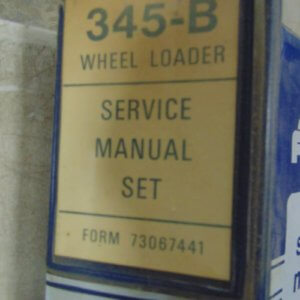 345-B
WHEEL LOADER
SERVICE
MANUAL
SET
FORM 73067441